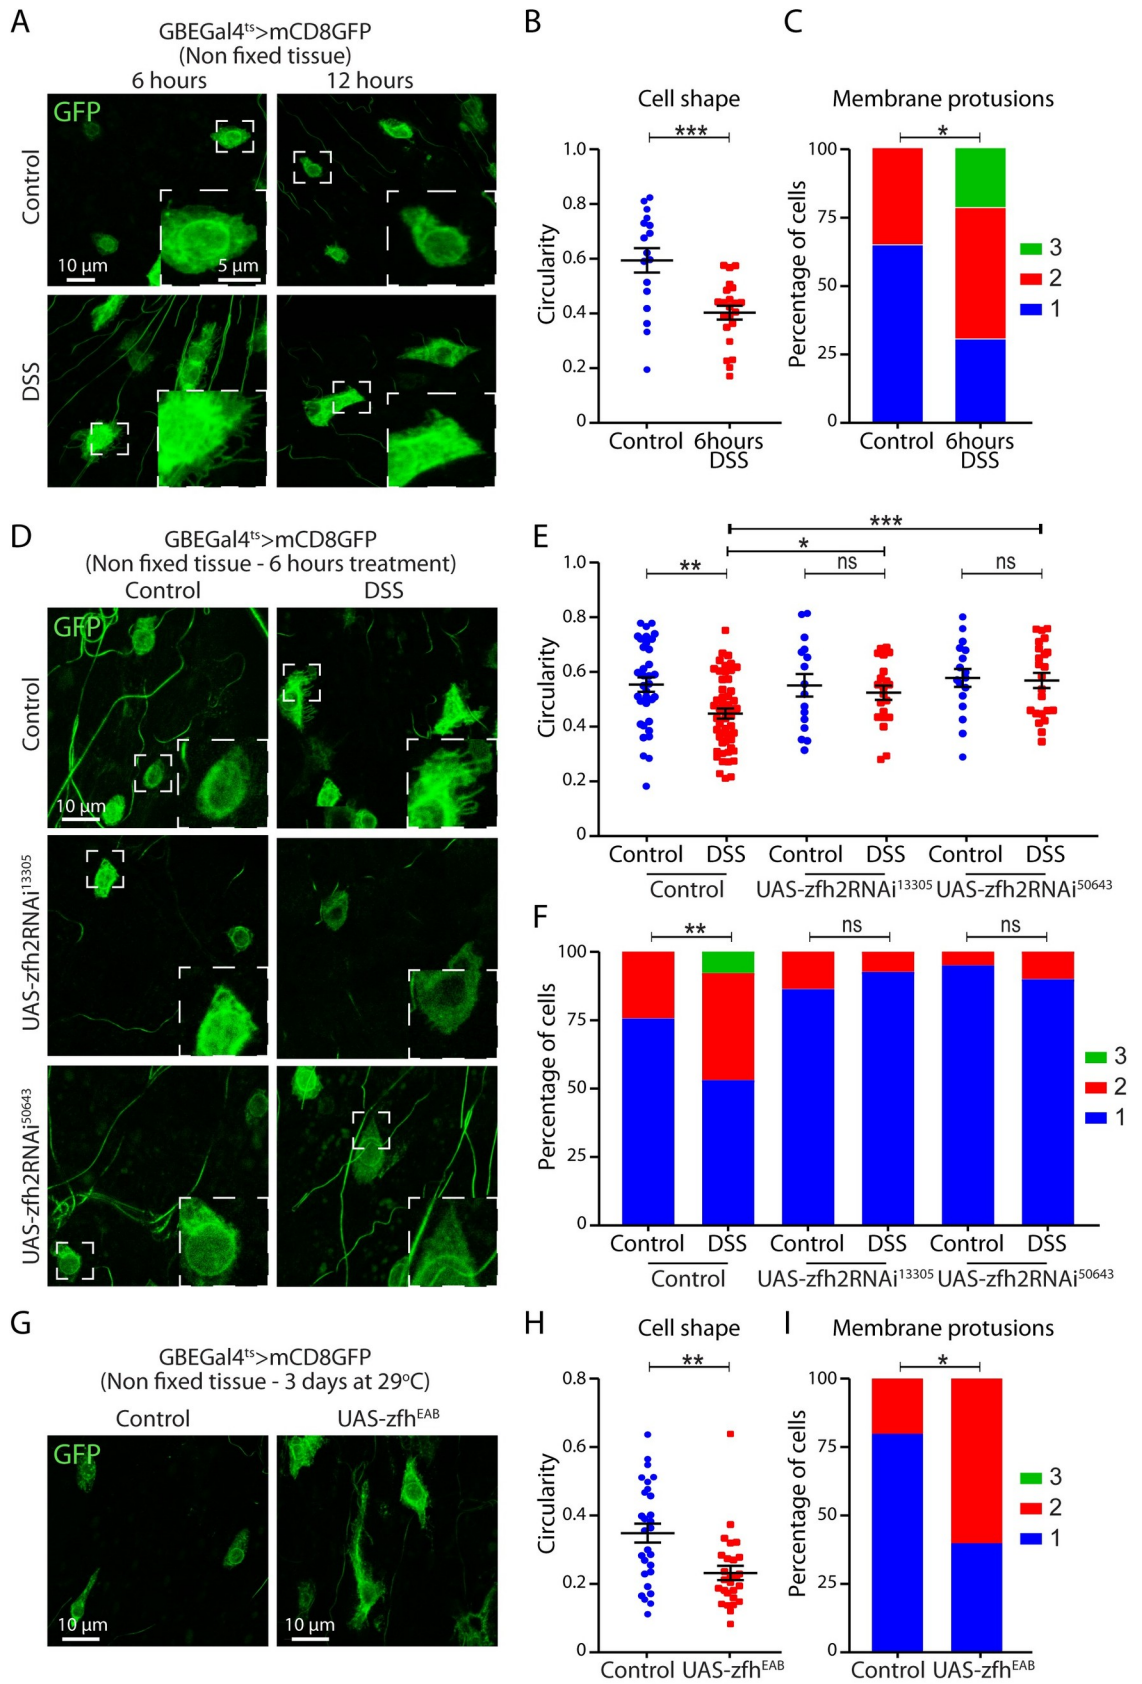 A
GBEGal4ts>mCD8GFP
(Non fixed tissue)
6 hours
12 hours
GFP
Control
10 µm
5 µm
DSS
B
Cell shape
***
Circularity
1.0
0.8
0.6
0.4
0.2
0
Control
6hours
DSS
C
Membrane protusions
*
Percentage of cells
100
75
50
25
0
Control
6hours
DSS
3
2
1
D
GBEGal4ts>mCD8GFP
(Non fixed tissue - 6 hours treatment)
Control
DSS
GFP
Control
10 µm
UAS-zfh2RNAi13305
UAS-zfh2RNAi50643
E
***
*
**
ns
ns
Circularity
1.0
0.8
0.6
0.4
0.2
0
Control DSS Control DSS Control DSS
Control UAS-zfh2RNAi13305 UAS-zfh2RNAi50643
F
**
ns
ns
Percentage of cells
100
75
50
25
0
Control DSS Control DSS Control DSS
Control UAS-zfh2RNAi13305 UAS-zfh2RNAi50643
3
2
1
G
GBEGal4ts>mCD8GFP
(Non fixed tissue - 3 days at 29oC)
Control
UAS-zfhEAB
GFP
10 µm
10 µm
H
Cell shape
**
Circularity
0.8
0.6
0.4
0.2
0
Control UAS-zfhEAB
I
Membrane protusions
*
Percentage of cells
100
75
50
25
0
Control UAS-zfhEAB
3
2
1